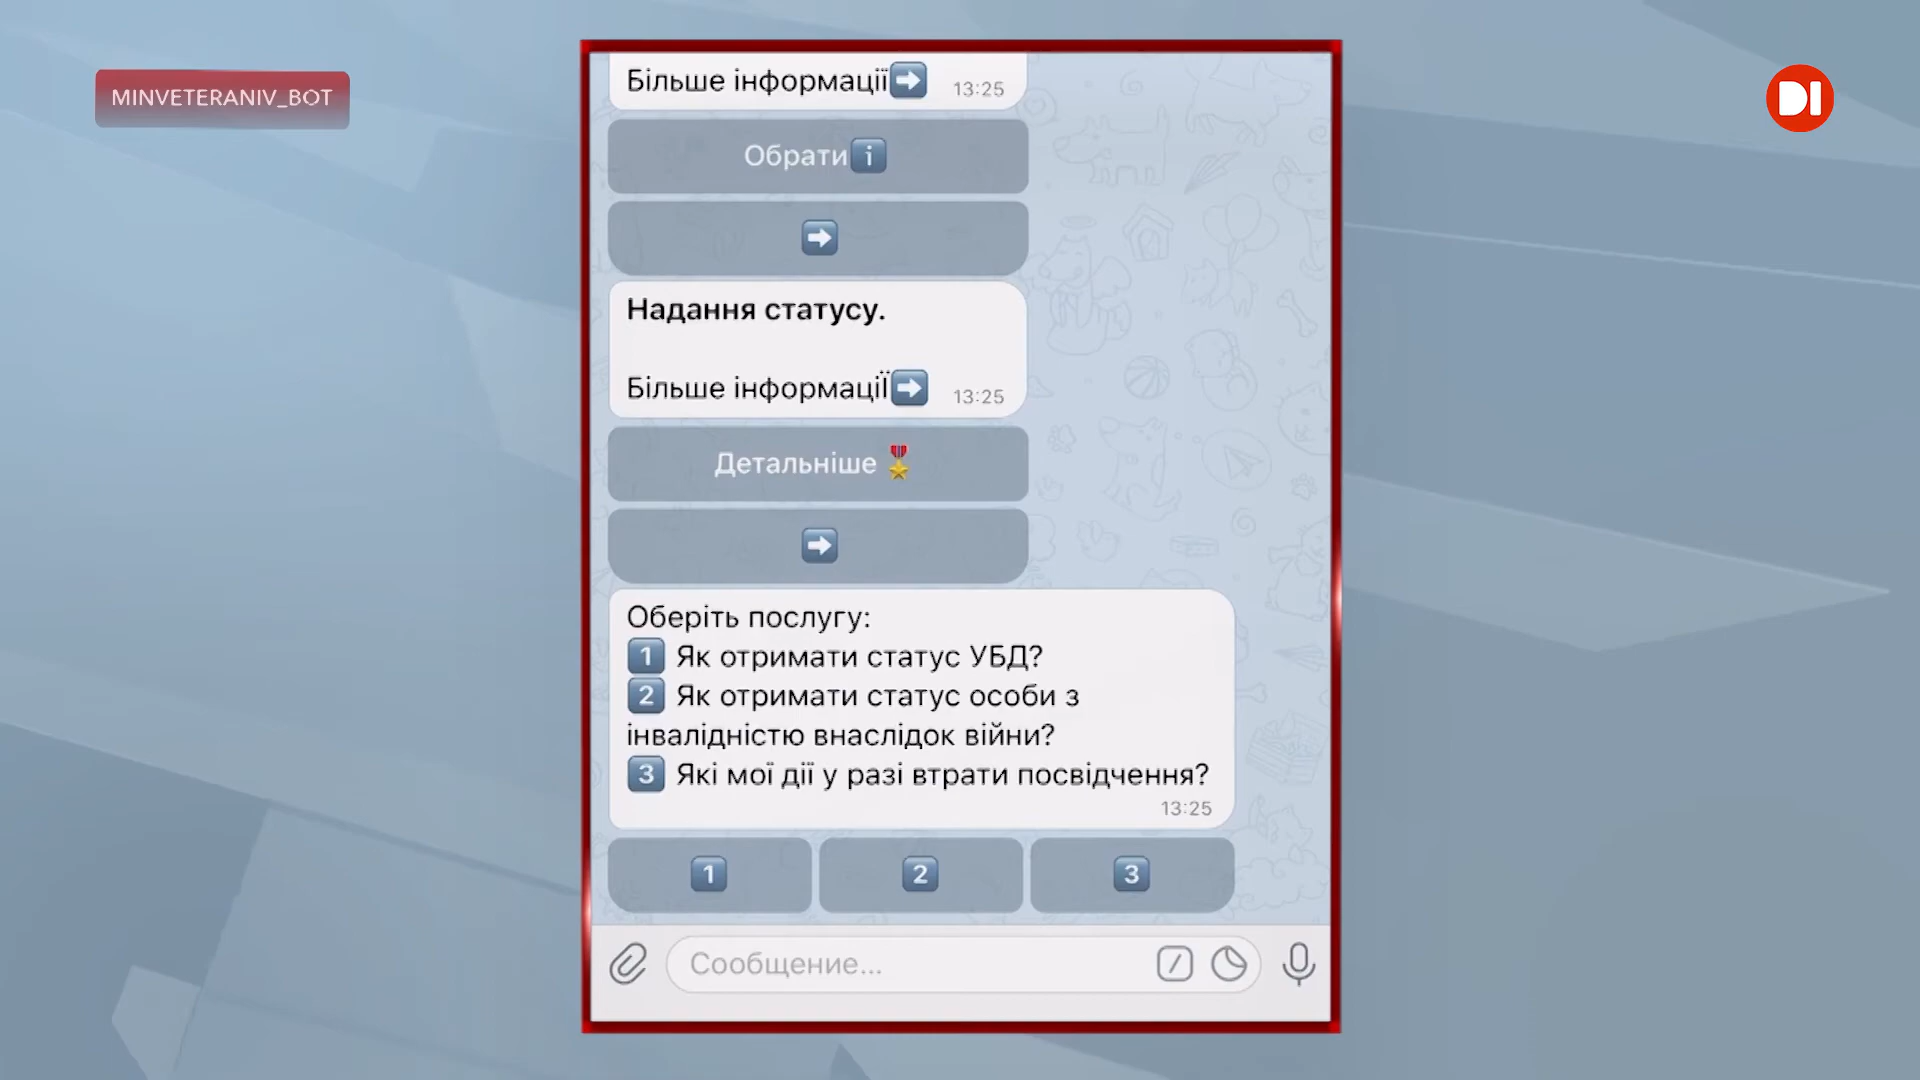 MINVETERANIV_BOT
DI
Більше інформації➡️ 13:25
Обрати ℹ️
➡️
Надання статусу.
Більше інформаціЇ➡️ 13:25
Детальніше 🎖️
➡️
Оберіть послугу:
1️⃣ Як отримати статус УБД?
2️⃣ Як отримати статус особи з
інвалідністю внаслідок війни?
3️⃣ Які мої дії у разі втрати посвідчення?
13:25
1️⃣ 2️⃣ 3️⃣
Сообщение...